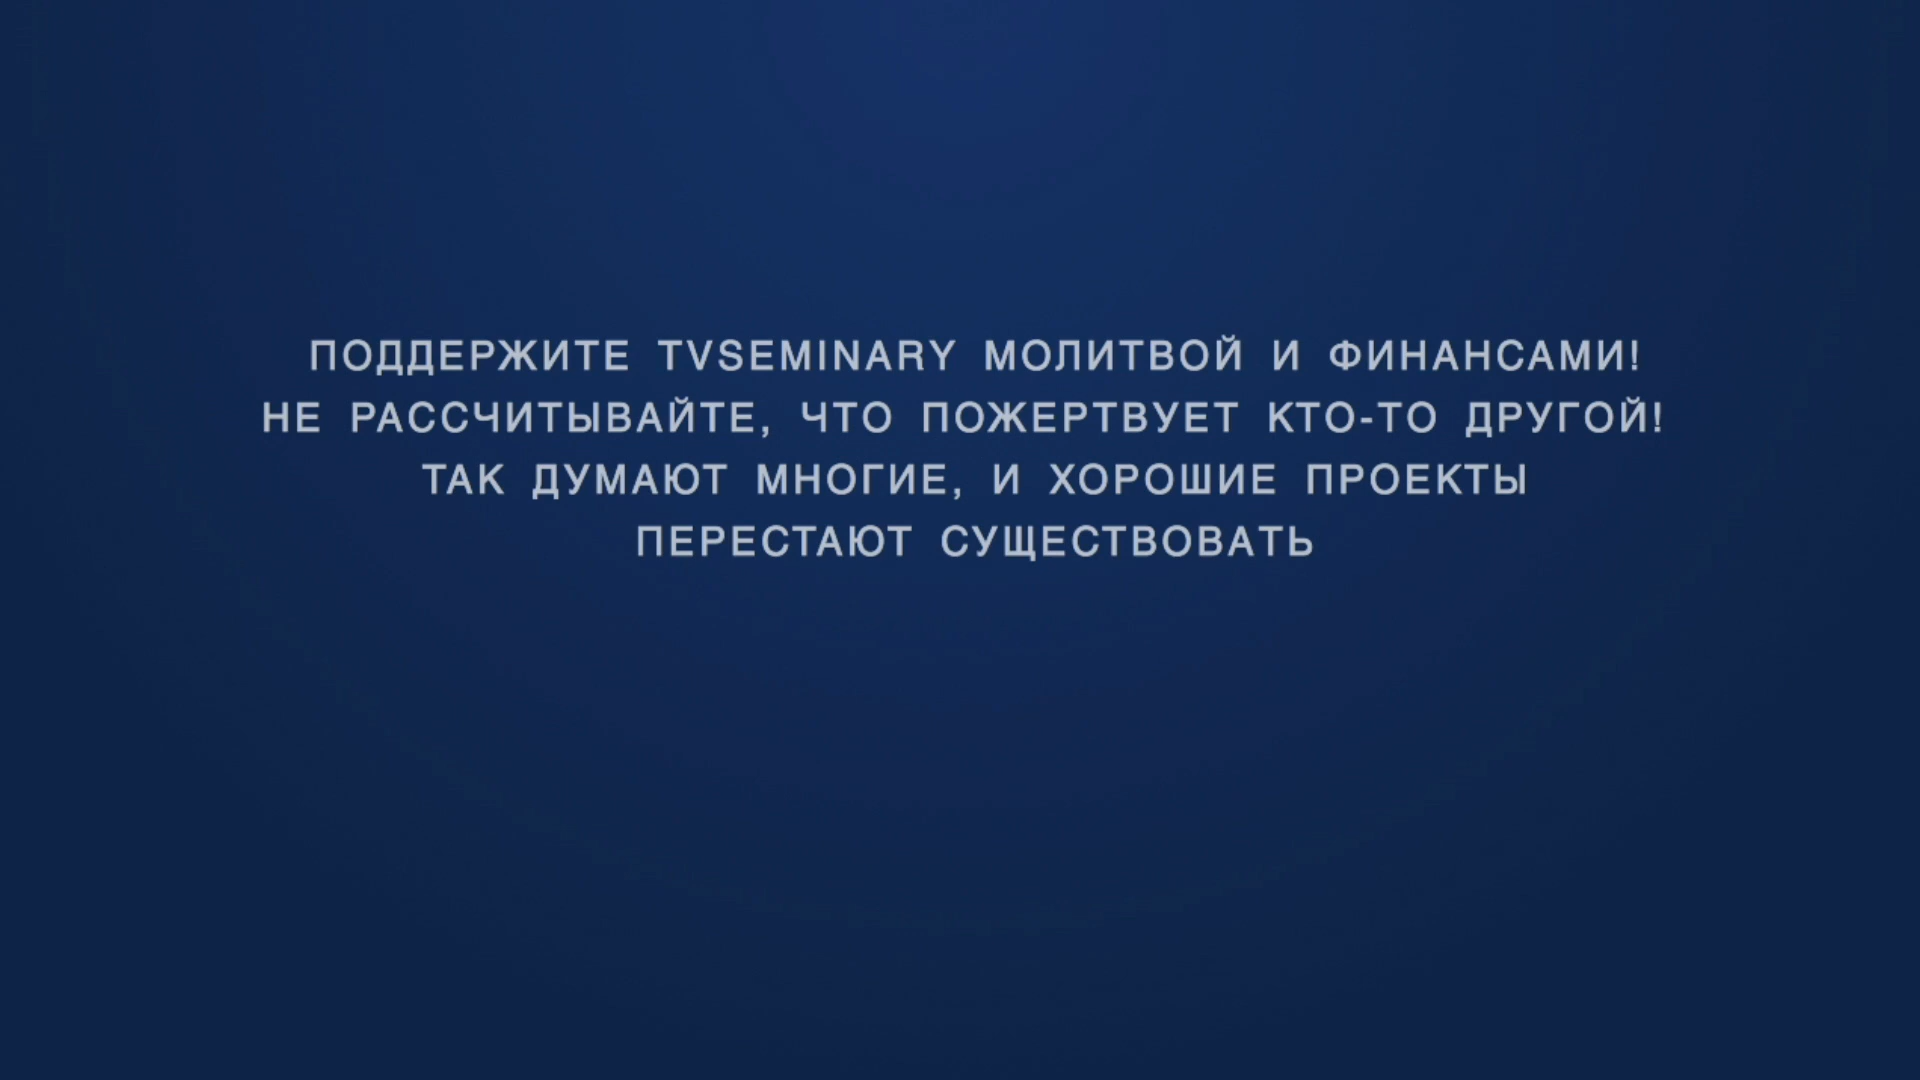 ПОДДЕРЖИТЕ TVSEMINARY МОЛИТВОЙ И ФИНАНСАМИ!
НЕ РАССЧИТЫВАЙТЕ, ЧТО ПОЖЕРТВУЕТ КТО-ТО ДРУГОЙ!
ТАК ДУМАЮТ МНОГИЕ, И ХОРОШИЕ ПРОЕКТЫ
ПЕРЕСТАЮТ СУЩЕСТВОВАТЬ